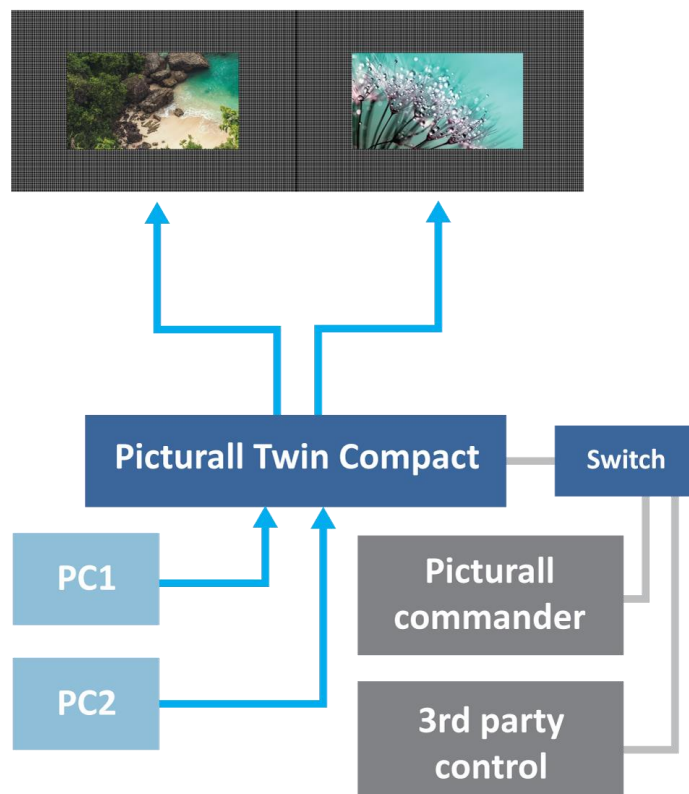 Picturall Twin Compact
Switch
PC1
Picturall
commander
PC2
3rd party
control